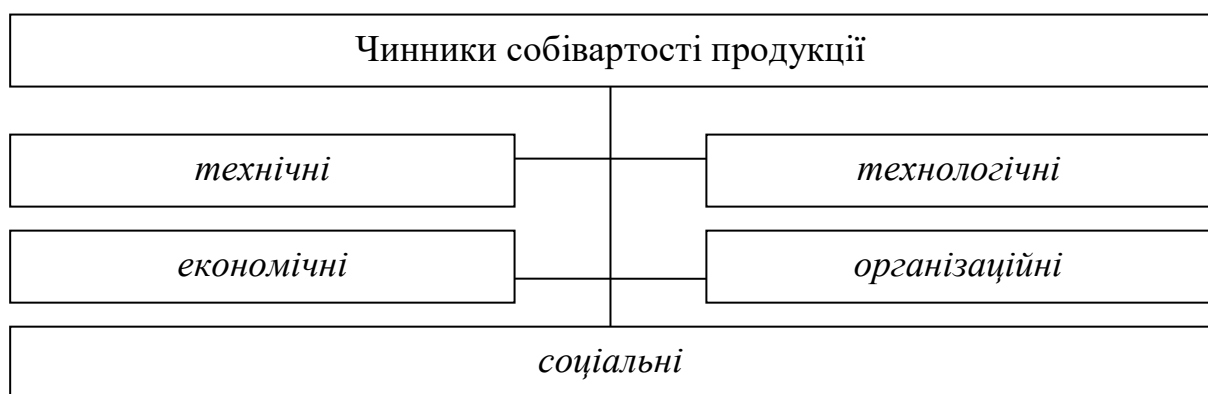 Чинники собівартості продукції
технічні
технологічні
економічні
організаційні
соціальні